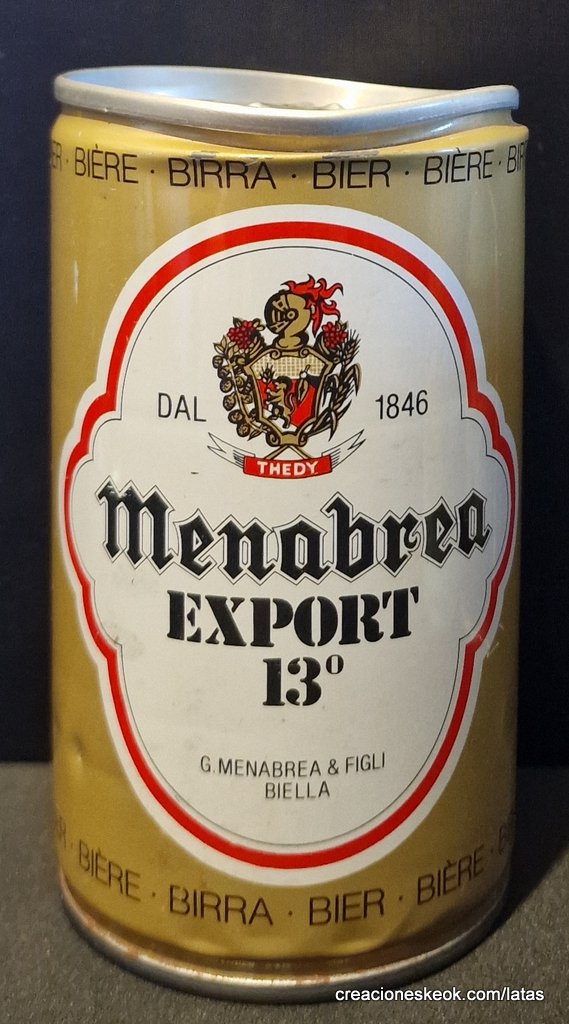 BIÈRE · BIRRA · BIER · BIÈRE
DAL 1846
THEDY
Menabrea
EXPORT
13º
G. MENABREA & FIGLI
BIELLA
BIÈRE · BIRRA · BIER · BIÈRE
creacioneskeok.com/latas